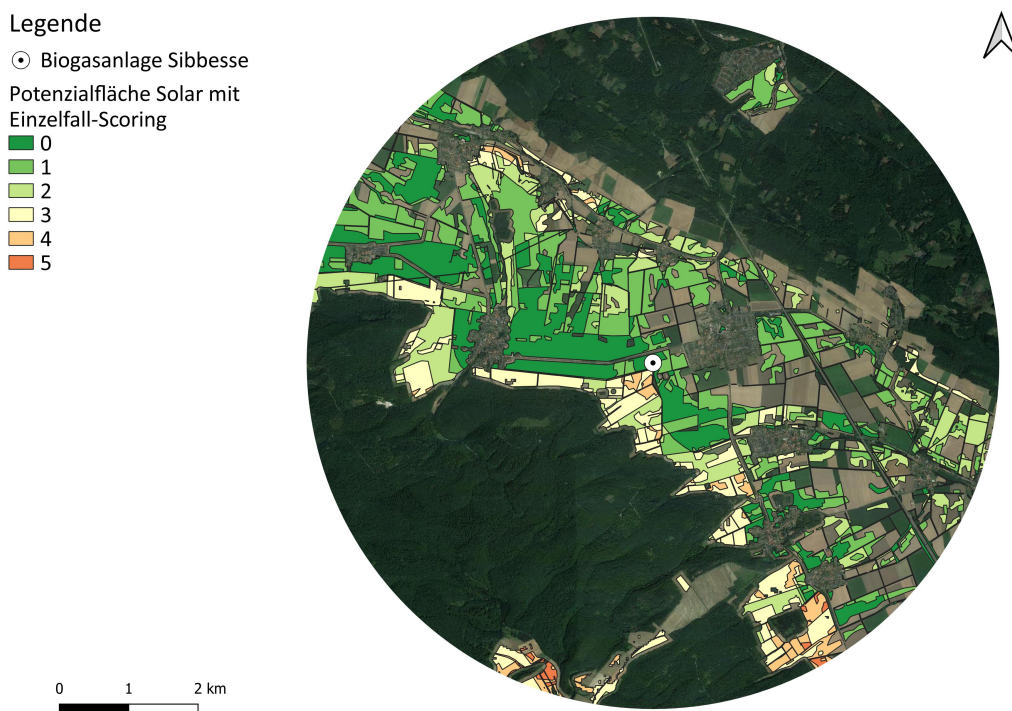 Legende
Biogasanlage Sibbesse
Potenzialfläche Solar mit
Einzelfall-Scoring
0
1
2
3
4
5
0 1 2 km